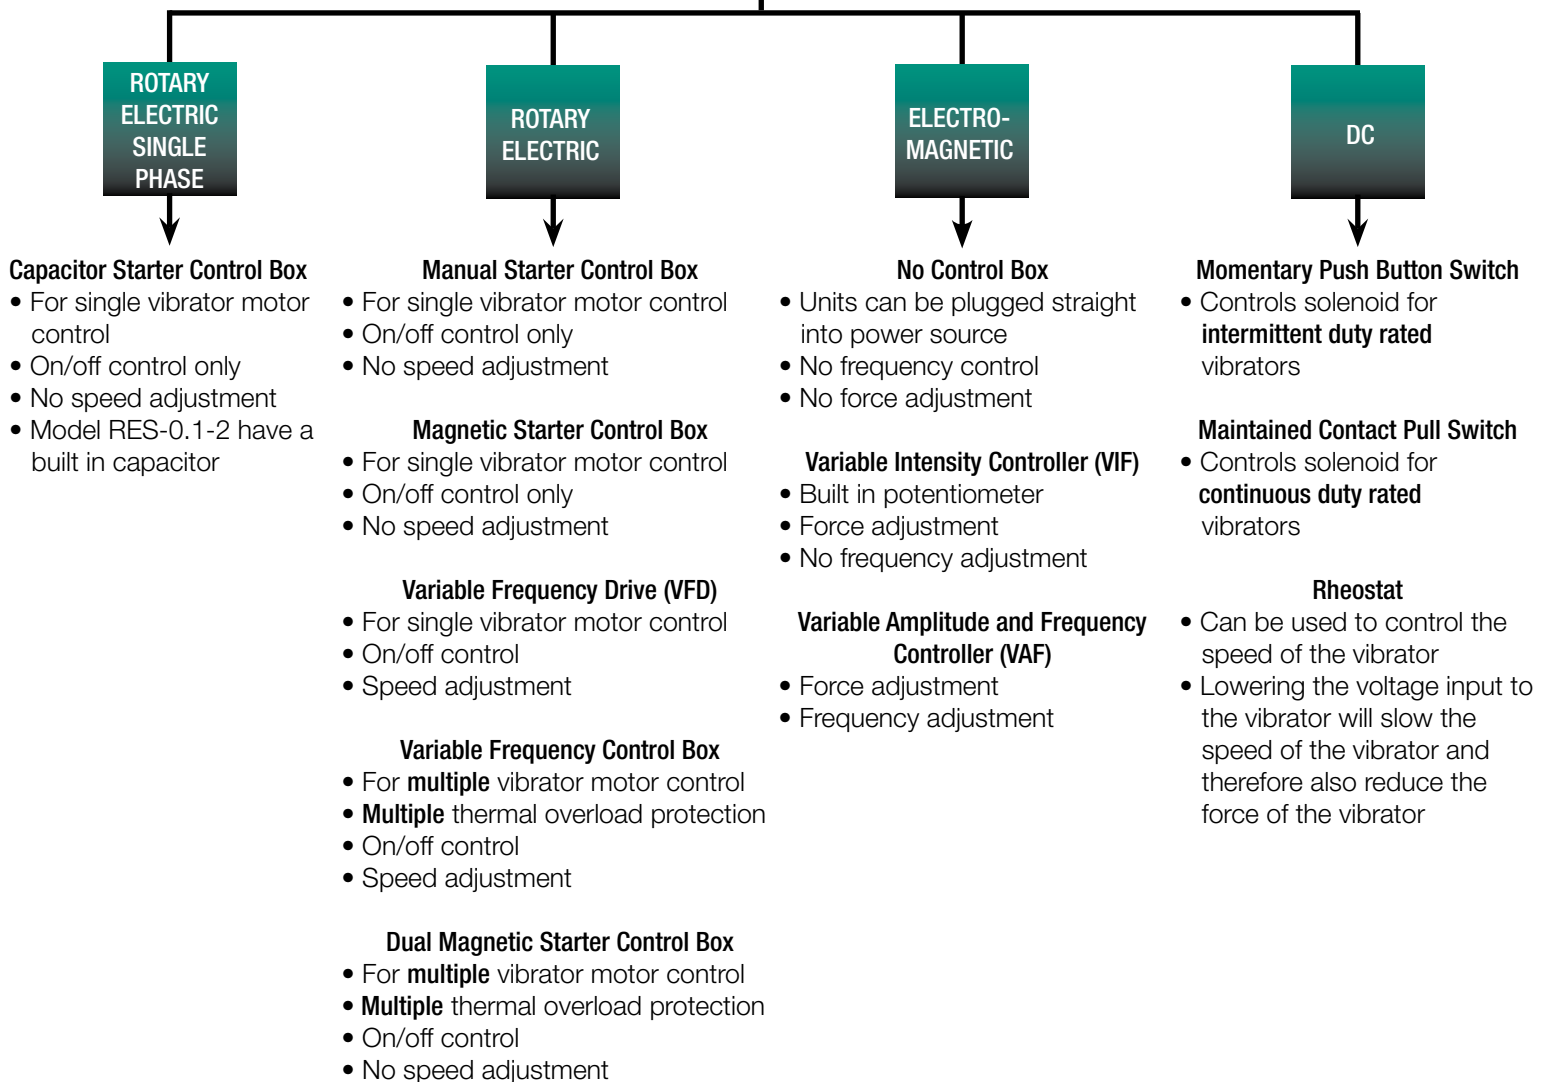 ROTARY
ELECTRIC
SINGLE
PHASE
Capacitor Starter Control Box
• For single vibrator motor
control
• On/off control only
• No speed adjustment
• Model RES-0.1-2 have a
built in capacitor
ROTARY
ELECTRIC
Manual Starter Control Box
• For single vibrator motor control
• On/off control only
• No speed adjustment
Magnetic Starter Control Box
• For single vibrator motor control
• On/off control only
• No speed adjustment
Variable Frequency Drive (VFD)
• For single vibrator motor control
• On/off control
• Speed adjustment
Variable Frequency Control Box
• For multiple vibrator motor control
• Multiple thermal overload protection
• On/off control
• Speed adjustment
Dual Magnetic Starter Control Box
• For multiple vibrator motor control
• Multiple thermal overload protection
• On/off control
• No speed adjustment
ELECTRO-
MAGNETIC
No Control Box
• Units can be plugged straight
into power source
• No frequency control
• No force adjustment
Variable Intensity Controller (VIF)
• Built in potentiometer
• Force adjustment
• No frequency adjustment
Variable Amplitude and Frequency
Controller (VAF)
• Force adjustment
• Frequency adjustment
DC
Momentary Push Button Switch
• Controls solenoid for
intermittent duty rated
vibrators
Maintained Contact Pull Switch
• Controls solenoid for
continuous duty rated
vibrators
Rheostat
• Can be used to control the
speed of the vibrator
• Lowering the voltage input to
the vibrator will slow the
speed of the vibrator and
therefore also reduce the
force of the vibrator